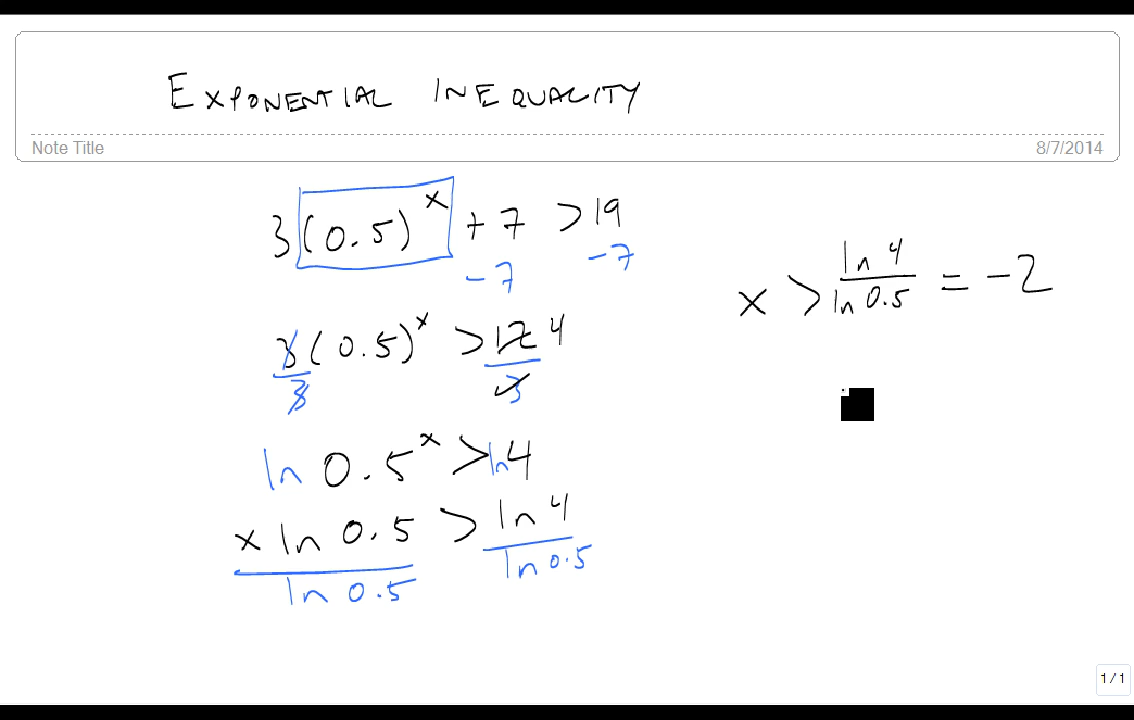 EXPONENTIAL INEQUALITY
Note Title
8/7/2014
3(0.5)^x + 7 > 19
-7 -7
3(0.5)^x > 12 4
3 3
ln 0.5^x > ln 4
x ln 0.5 > ln 4
ln 0.5 ln 0.5
x > ln 4 / ln 0.5 = -2
1/1